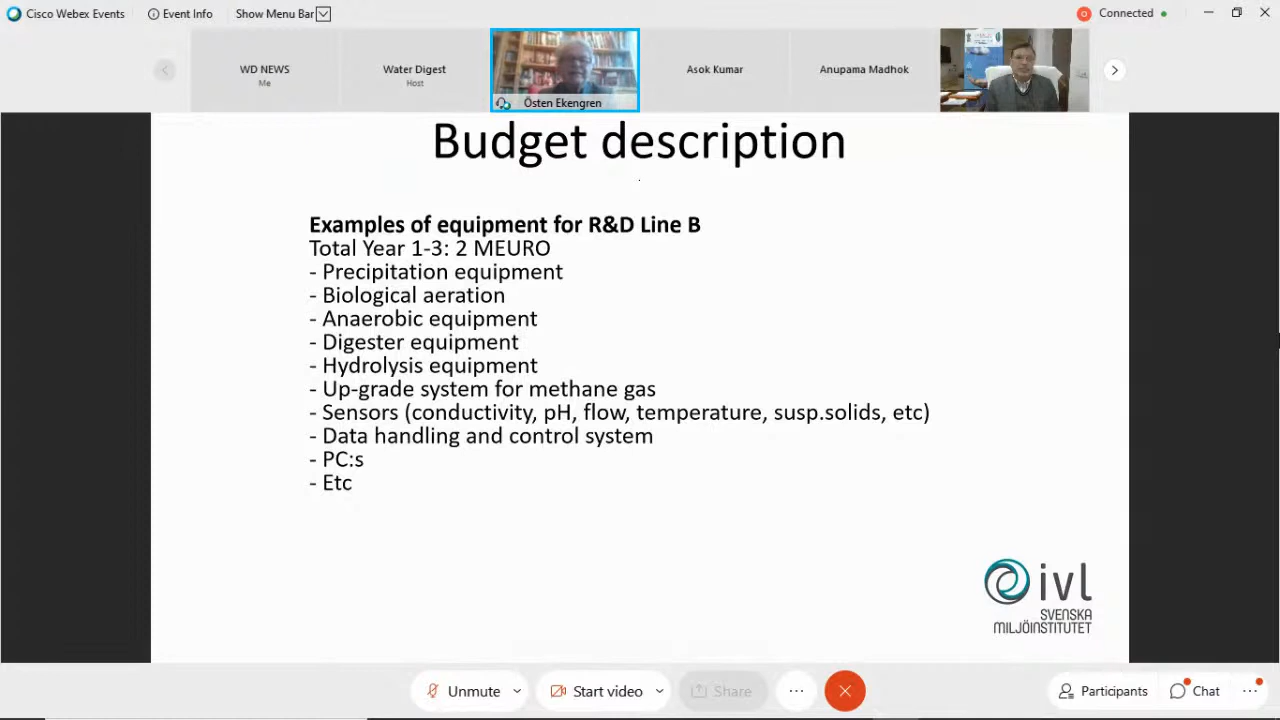 Cisco Webex Events
Event Info
Show Menu Bar
Connected
WD NEWS
Me
Water Digest
Host
Östen Ekengren
Asok Kumar
Anupama Madhok
Budget description
Examples of equipment for R&D Line B
Total Year 1-3: 2 MEURO
- Precipitation equipment
- Biological aeration
- Anaerobic equipment
- Digester equipment
- Hydrolysis equipment
- Up-grade system for methane gas
- Sensors (conductivity, pH, flow, temperature, susp.solids, etc)
- Data handling and control system
- PC:s
- Etc
ivl
SVENSKA
MILJÖINSTITUTET
Unmute
Start video
Share
Participants
Chat